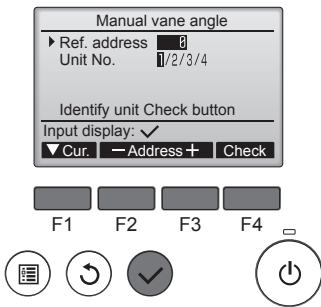 Manual vane angle
Ref. address 0
Unit No. 1/2/3/4
Identify unit Check button
Input display: ✓
▼ Cur. − Address + Check
F1 F2 F3 F4